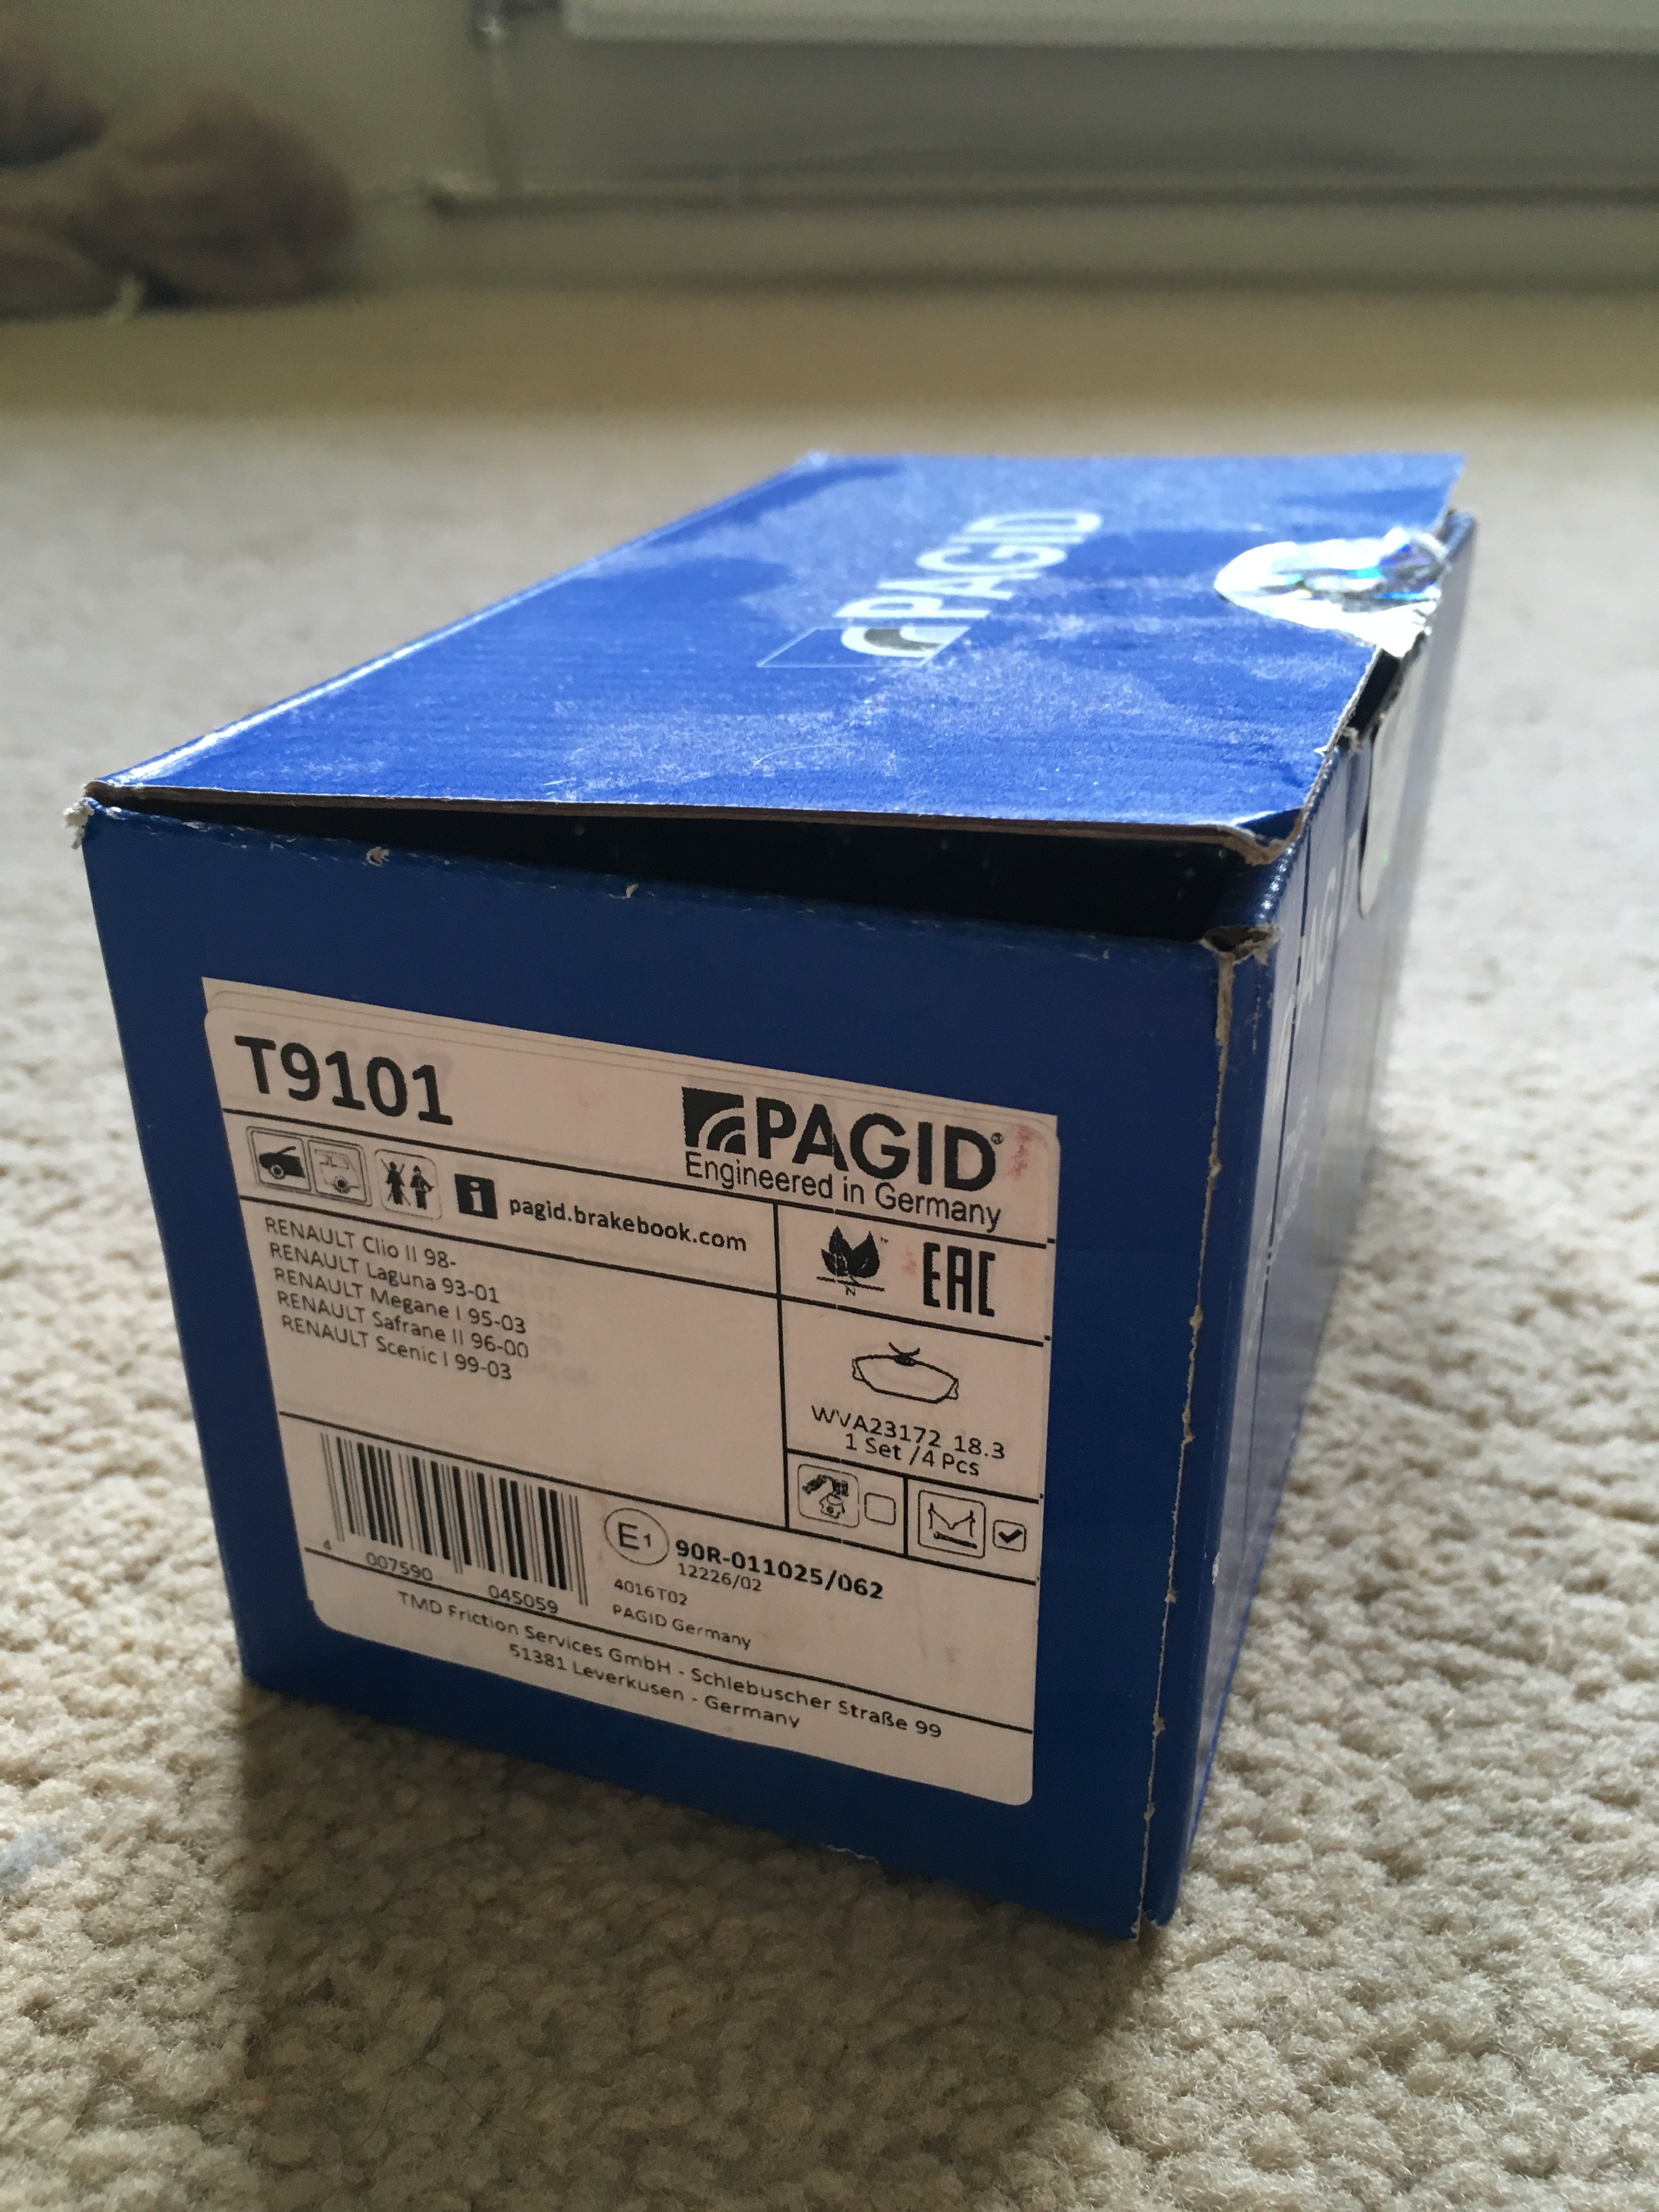 PAGID
T9101
PAGID®
Engineered in Germany
i pagid.brakebook.com
RENAULT Clio II 98-
RENAULT Laguna 93-01
RENAULT Megane I 95-03
RENAULT Safrane II 96-00
RENAULT Scenic I 99-03
™
N
EAC
WVA23172 18.3
1 Set /4 Pcs
4 007590 045059
E1 90R-011025/062
12226/02
4016T02
PAGID Germany
TMD Friction Services GmbH - Schlebuscher Straße 99
51381 Leverkusen - Germany